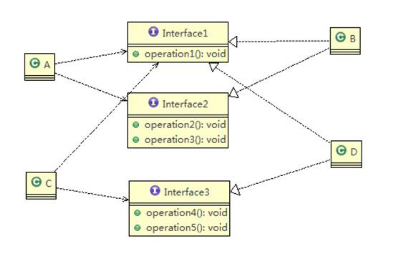 I Interface1
operation1(): void
C B
C A
I Interface2
operation2(): void
operation3(): void
C D
C C
I Interface3
operation4(): void
operation5(): void